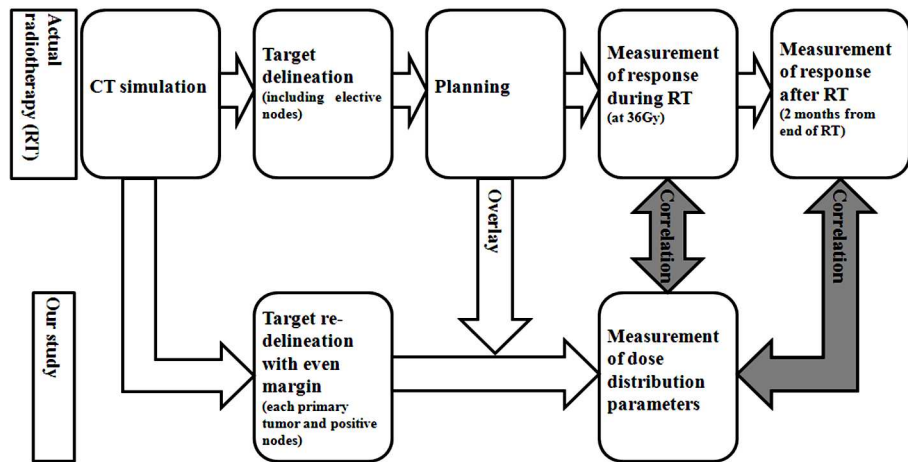 Actual
radiotherapy (RT)
CT simulation
Target
delineation
(including elective
nodes)
Planning
Measurement
of response
during RT
(at 36Gy)
Measurement
of response
after RT
(2 months from
end of RT)
Overlay
Correlation
Correlation
Our study
Target re-
delineation
with even
margin
(each primary
tumor and positive
nodes)
Measurement
of dose
distribution
parameters